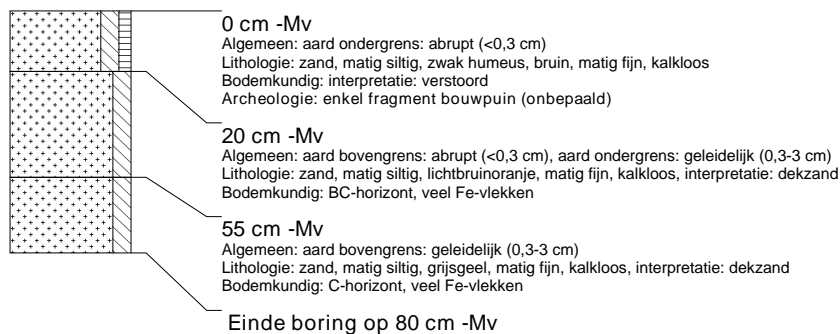 0 cm -Mv
Algemeen: aard ondergrens: abrupt (<0,3 cm)
Lithologie: zand, matig siltig, zwak humeus, bruin, matig fijn, kalkloos
Bodemkundig: interpretatie: verstoord
Archeologie: enkel fragment bouwpuin (onbepaald)
20 cm -Mv
Algemeen: aard bovengrens: abrupt (<0,3 cm), aard ondergrens: geleidelijk (0,3-3 cm)
Lithologie: zand, matig siltig, lichtbruinoranje, matig fijn, kalkloos, interpretatie: dekzand
Bodemkundig: BC-horizont, veel Fe-vlekken
55 cm -Mv
Algemeen: aard bovengrens: geleidelijk (0,3-3 cm)
Lithologie: zand, matig siltig, grijsgeel, matig fijn, kalkloos, interpretatie: dekzand
Bodemkundig: C-horizont, veel Fe-vlekken
Einde boring op 80 cm -Mv